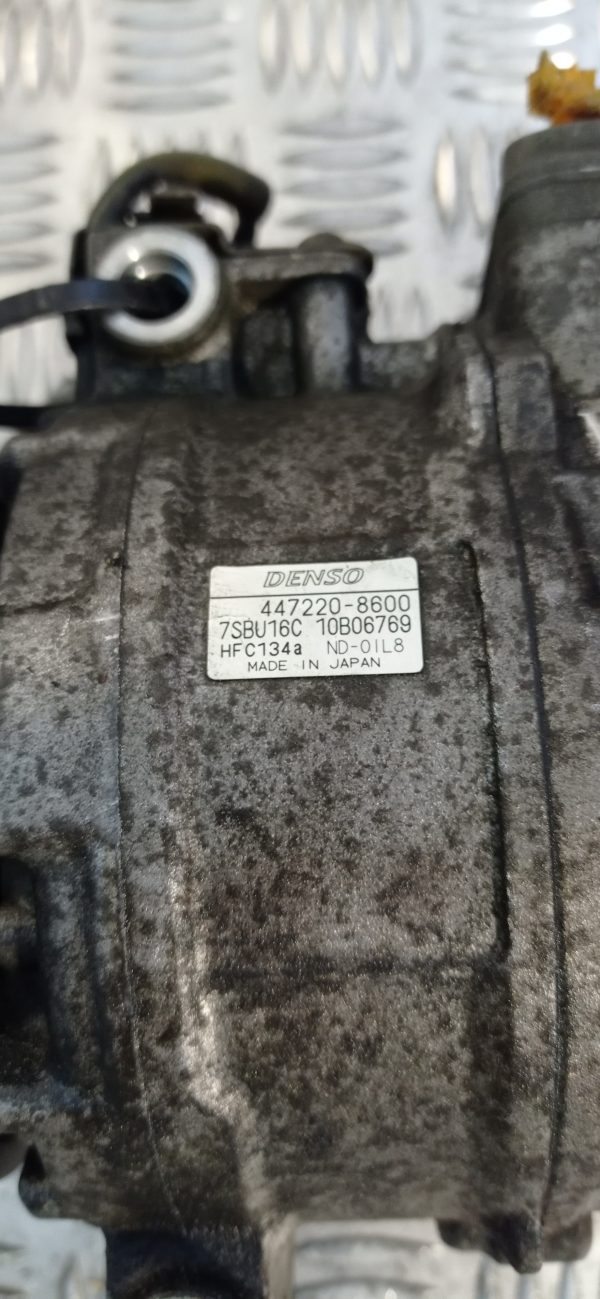 DENSO
447220-8600
7SBU16C 10B06769
HFC134a ND-OIL8
MADE IN JAPAN